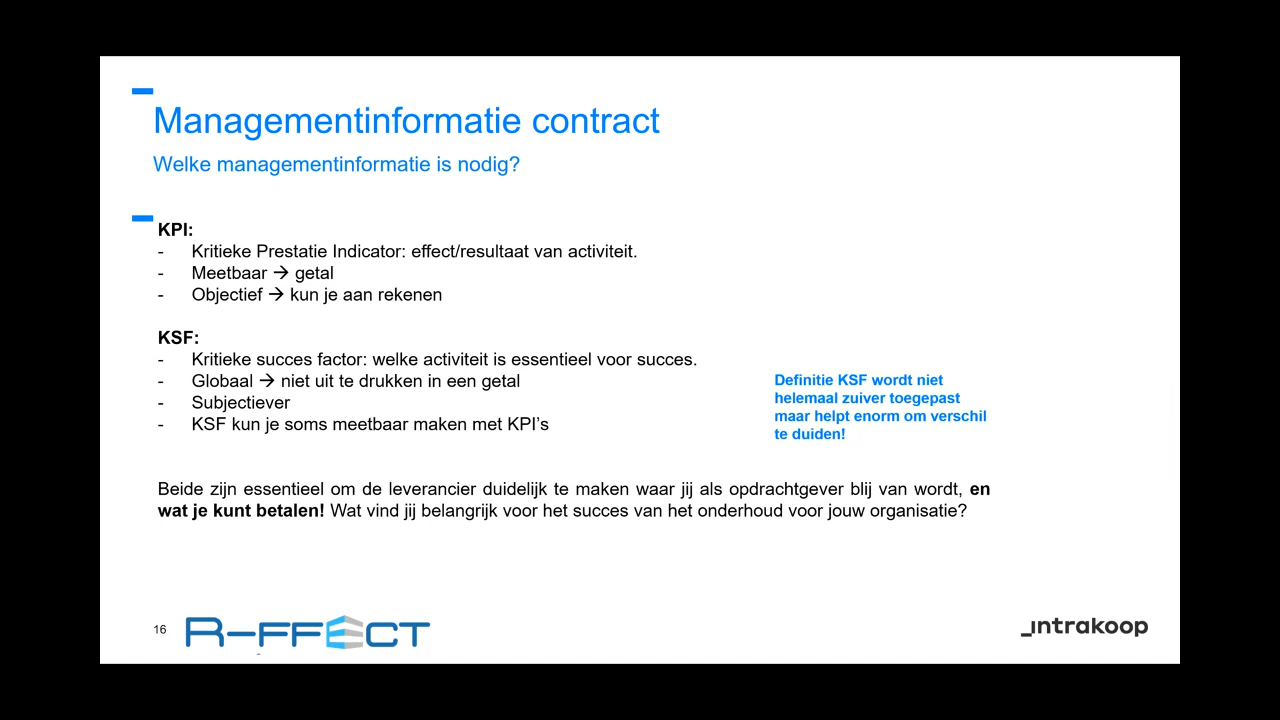 Managementinformatie contract
Welke managementinformatie is nodig?
KPI:
- Kritieke Prestatie Indicator: effect/resultaat van activiteit.
- Meetbaar → getal
- Objectief → kun je aan rekenen
KSF:
- Kritieke succes factor: welke activiteit is essentieel voor succes.
- Globaal → niet uit te drukken in een getal
- Subjectiever
- KSF kun je soms meetbaar maken met KPI’s
Definitie KSF wordt niet
helemaal zuiver toegepast
maar helpt enorm om verschil
te duiden!
Beide zijn essentieel om de leverancier duidelijk te maken waar jij als opdrachtgever blij van wordt, en
wat je kunt betalen! Wat vind jij belangrijk voor het succes van het onderhoud voor jouw organisatie?
16
R-FFECT
intrakoop